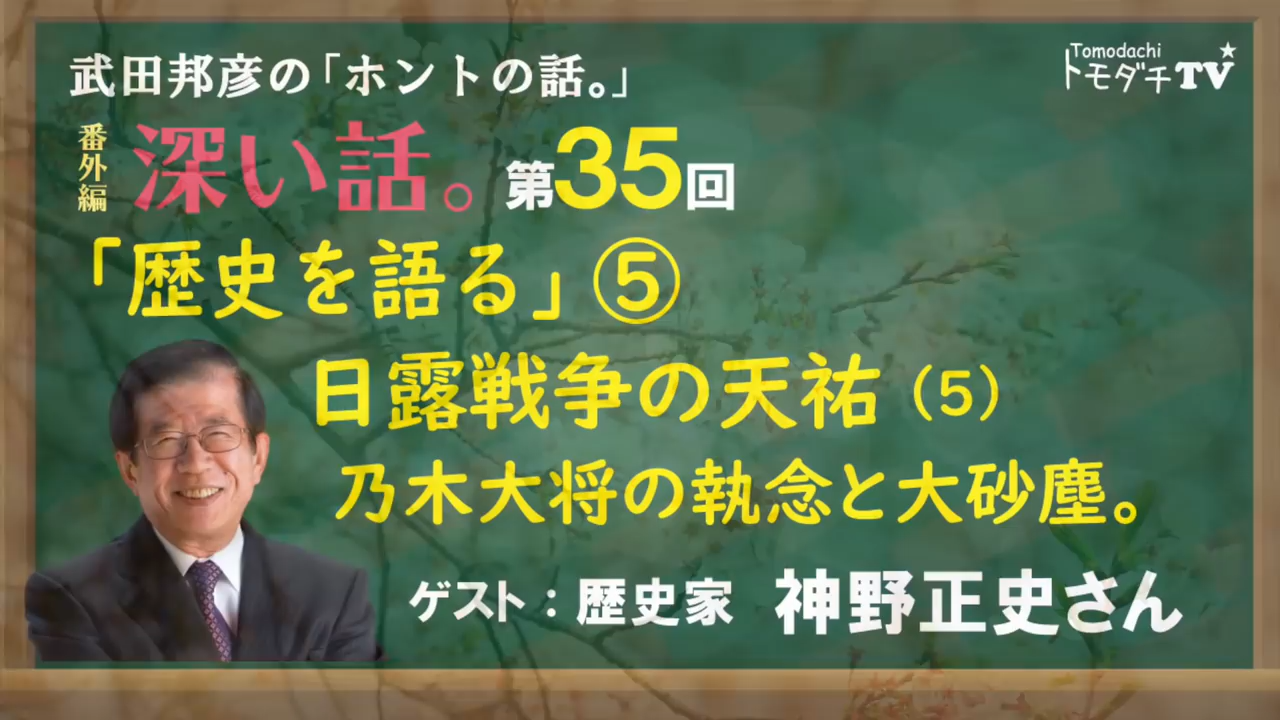 武田邦彦の「ホントの話。」
Tomodachi
トモダチTV
番外編
深い話。第35回
「歴史を語る」⑤
日露戦争の天祐（5）
乃木大将の執念と大砂塵。
ゲスト：歴史家 神野正史さん